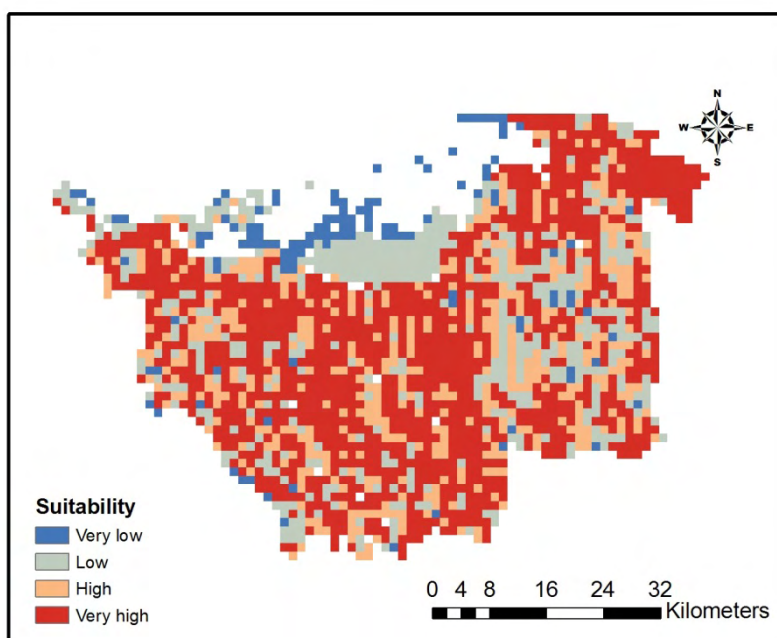 N
W E
S
Suitability
Very low
Low
High
Very high
0 4 8 16 24 32
Kilometers